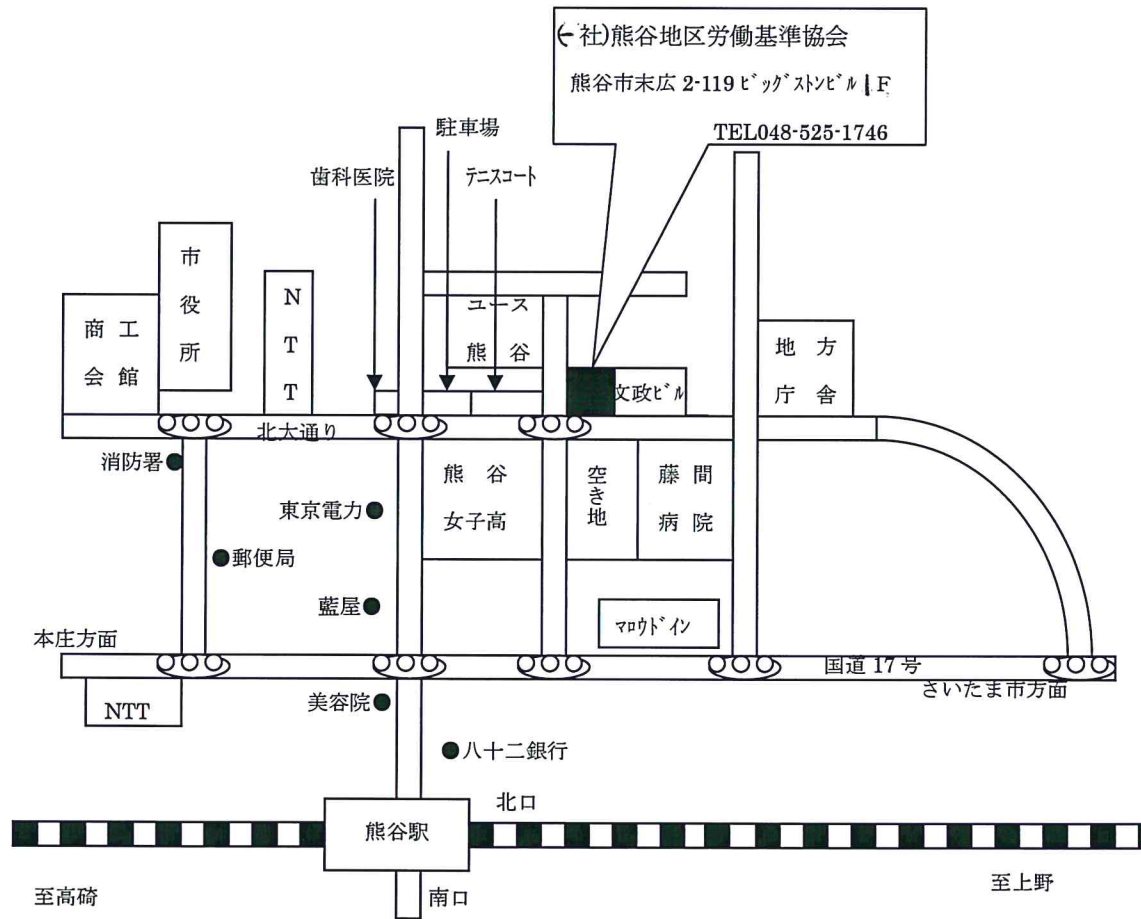 (一社)熊谷地区労働基準協会
熊谷市末広 2-119 ﾋﾞｯｸﾞｽﾄﾝﾋﾞﾙ 1F
TEL048-525-1746
駐車場
歯科医院
ﾃﾆｽｺｰﾄ
市役所
NTT
商工会館
ユース熊谷
地方庁舎
文政ﾋﾞﾙ
北大通り
消防署
熊谷女子高
空き地
藤間病院
東京電力
郵便局
藍屋
ﾏﾛｳﾄﾞｲﾝ
本庄方面
国道 17 号
さいたま市方面
NTT
美容院
八十二銀行
北口
熊谷駅
至高碕
南口
至上野